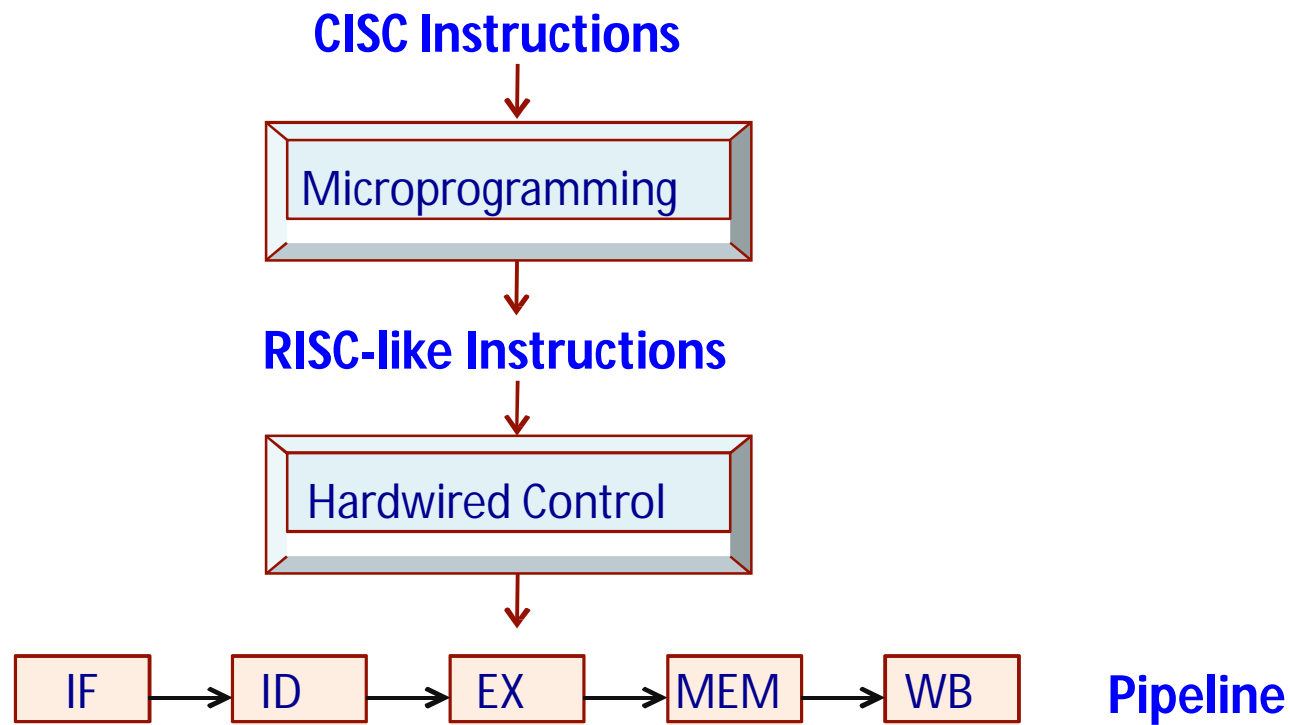 CISC Instructions
Microprogramming
RISC-like Instructions
Hardwired Control
IF ID EX MEM WB Pipeline